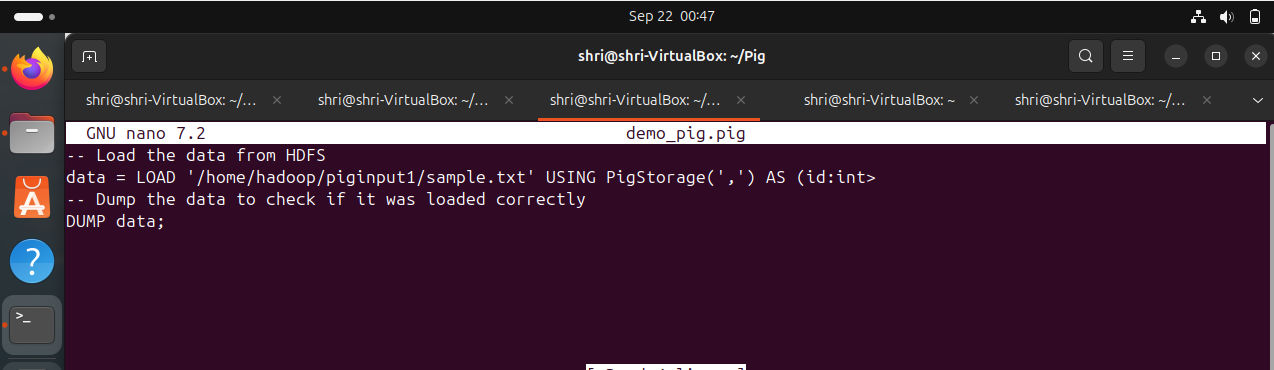 Sep 22 00:47
shri@shri-VirtualBox: ~/Pig
shri@shri-VirtualBox: ~/... × shri@shri-VirtualBox: ~/... × shri@shri-VirtualBox: ~/... × shri@shri-VirtualBox: ~ × shri@shri-VirtualBox: ~/... ×
GNU nano 7.2 demo_pig.pig
-- Load the data from HDFS
data = LOAD '/home/hadoop/piginput1/sample.txt' USING PigStorage(',') AS (id:int>
-- Dump the data to check if it was loaded correctly
DUMP data;
>_